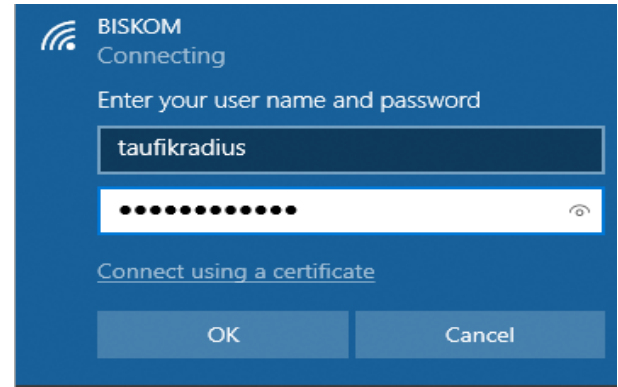 BISKOM
Connecting
Enter your user name and password
taufikradius
••••••••••••
Connect using a certificate
OK
Cancel